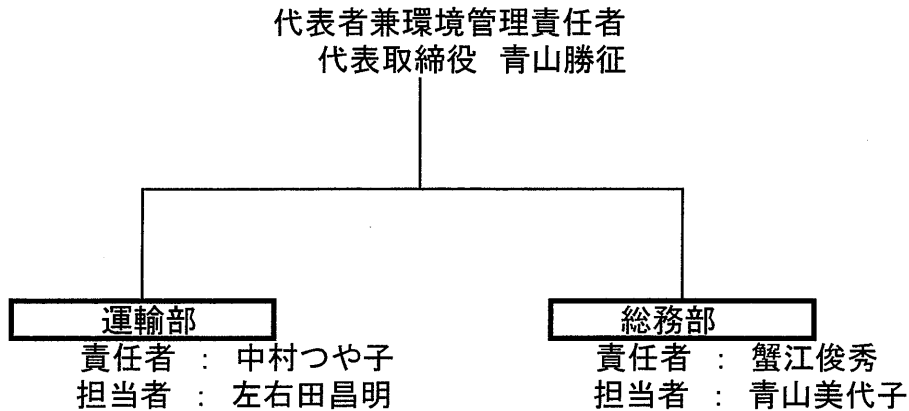 代表者兼環境管理責任者
代表取締役 青山勝征
運輸部
責任者 : 中村つや子
担当者 : 左右田昌明
総務部
責任者 : 蟹江俊秀
担当者 : 青山美代子